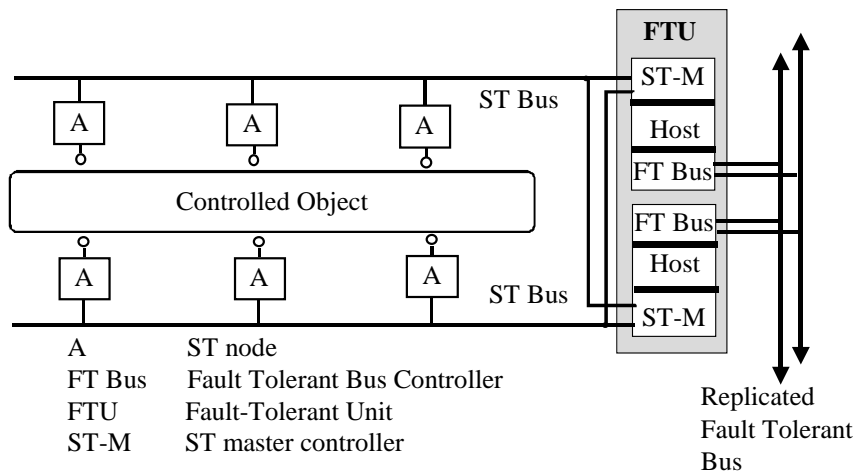 FTU
ST-M
ST Bus
A
A
A
Host
FT Bus
Controlled Object
FT Bus
Host
A
A
A
ST Bus
ST-M
A ST node
FT Bus Fault Tolerant Bus Controller
FTU Fault-Tolerant Unit
ST-M ST master controller
Replicated
Fault Tolerant
Bus